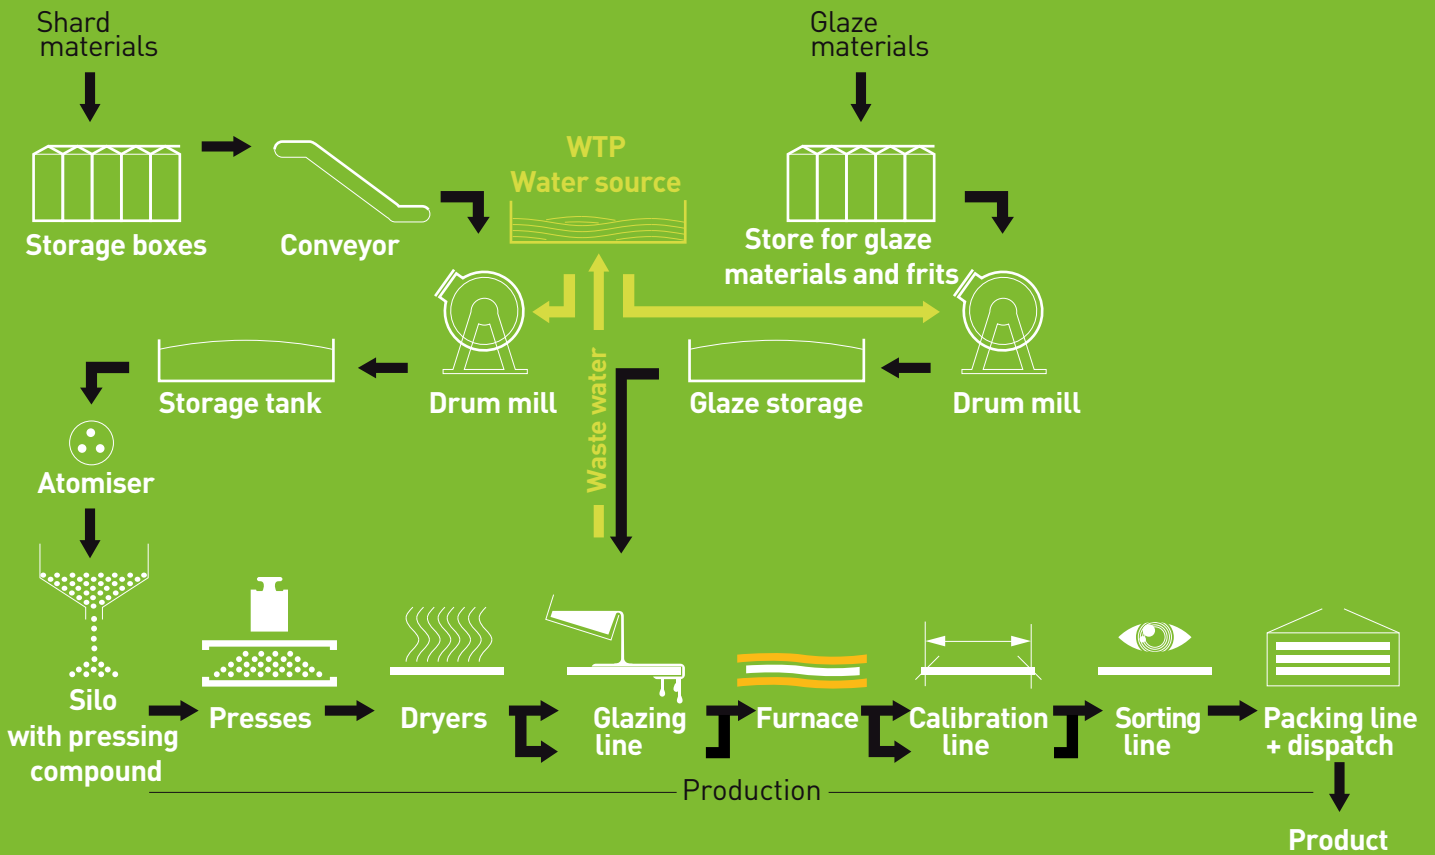 Shard
materials
Glaze
materials
WTP
Water source
Storage boxes
Conveyor
Store for glaze
materials and frits
Storage tank
Drum mill
Waste water
Glaze storage
Drum mill
Atomiser
Silo
with pressing
compound
Presses
Dryers
Glazing
line
Furnace
Calibration
line
Sorting
line
Packing line
+ dispatch
Production
Product